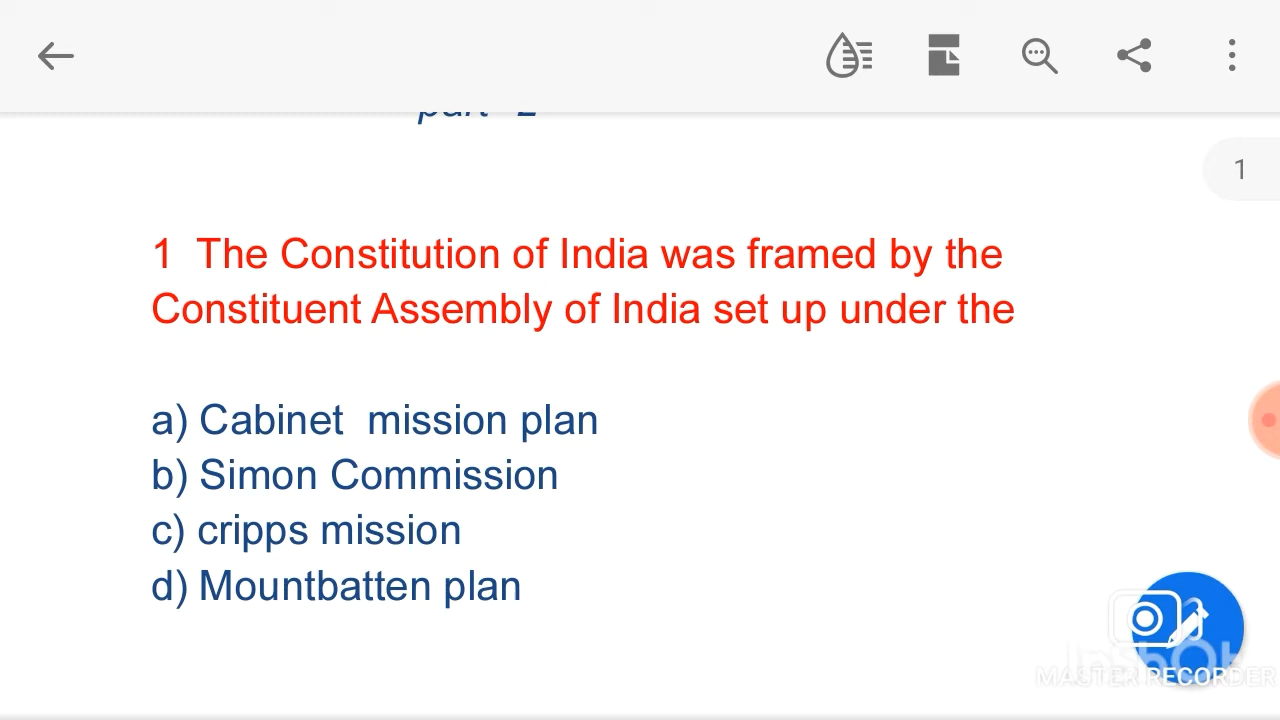 1
1 The Constitution of India was framed by the
Constituent Assembly of India set up under the
a) Cabinet mission plan
b) Simon Commission
c) cripps mission
d) Mountbatten plan
MASTER RECORDER